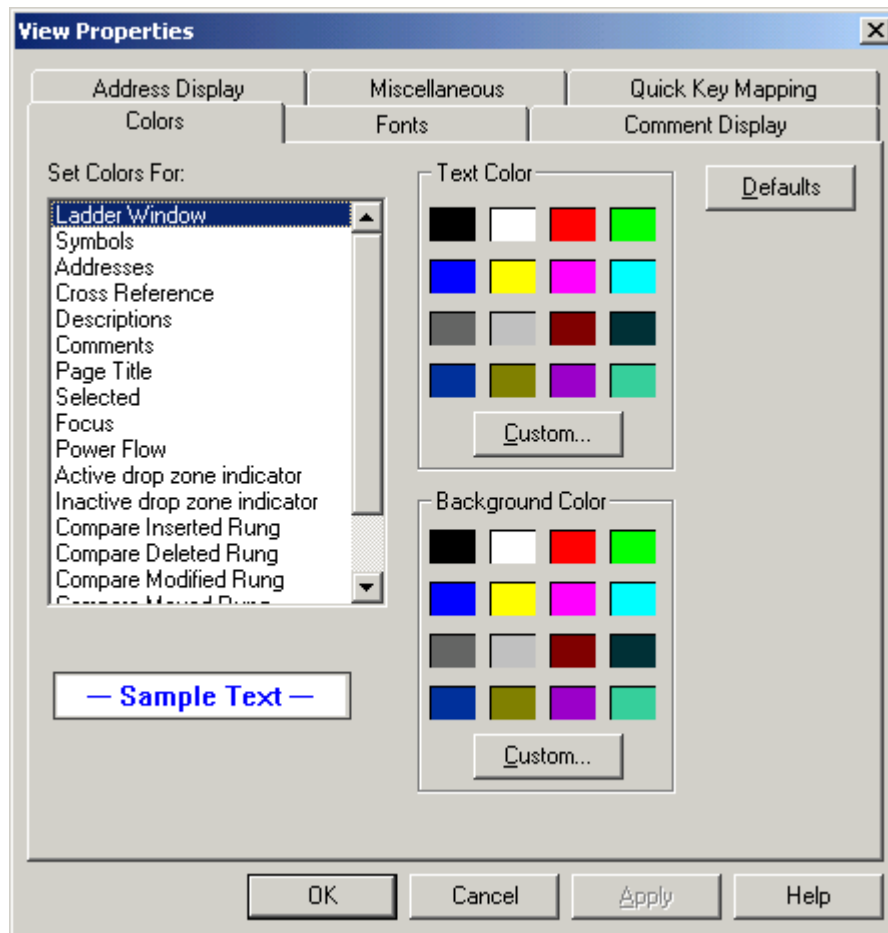 View Properties
Address Display
Miscellaneous
Quick Key Mapping
Colors
Fonts
Comment Display
Set Colors For:
Ladder Window
Symbols
Addresses
Cross Reference
Descriptions
Comments
Page Title
Selected
Focus
Power Flow
Active drop zone indicator
Inactive drop zone indicator
Compare Inserted Rung
Compare Deleted Rung
Compare Modified Rung
Compare Moved Rung
— Sample Text —
Text Color
Custom...
Background Color
Custom...
Defaults
OK
Cancel
Apply
Help